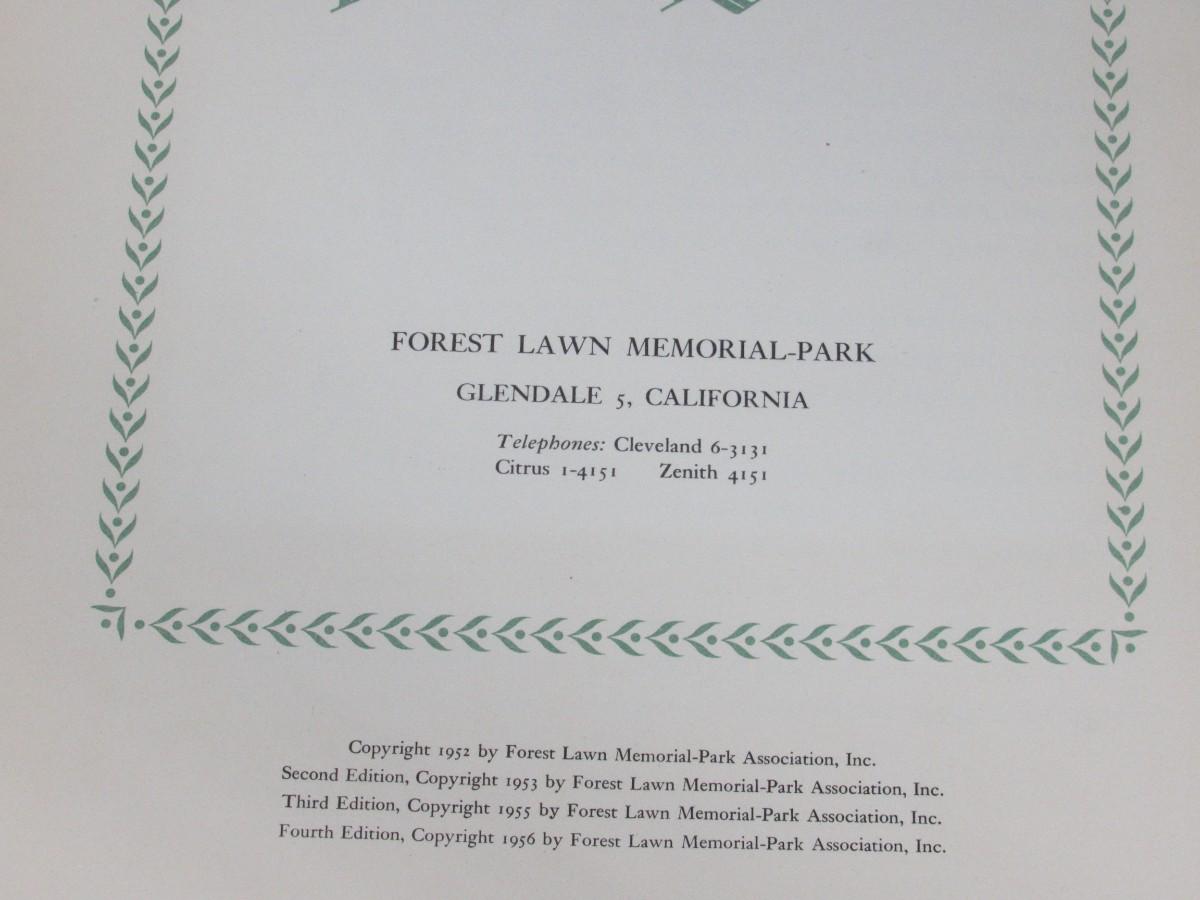 FOREST LAWN MEMORIAL-PARK
GLENDALE 5, CALIFORNIA
Telephones: Cleveland 6-3131
Citrus 1-4151 Zenith 4151
Copyright 1952 by Forest Lawn Memorial-Park Association, Inc.
Second Edition, Copyright 1953 by Forest Lawn Memorial-Park Association, Inc.
Third Edition, Copyright 1955 by Forest Lawn Memorial-Park Association, Inc.
Fourth Edition, Copyright 1956 by Forest Lawn Memorial-Park Association, Inc.